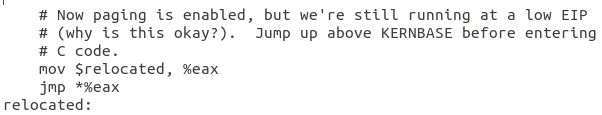 # Now paging is enabled, but we're still running at a low EIP
# (why is this okay?).  Jump up above KERNBASE before entering
# C code.
mov $relocated, %eax
jmp *%eax
relocated: